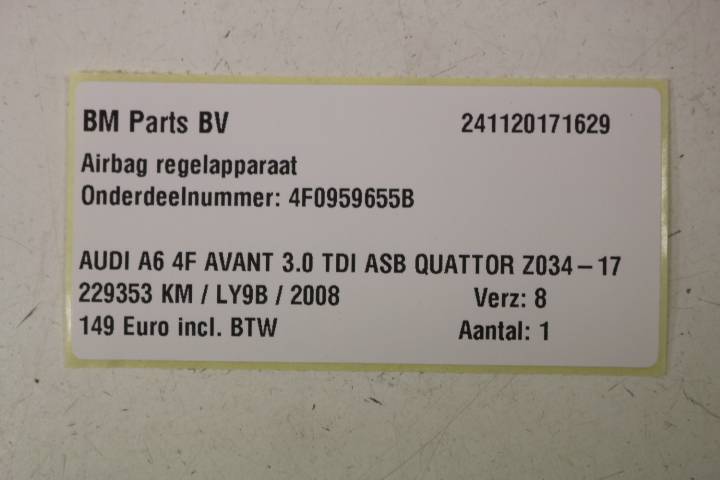 BM Parts BV 241120171629
Airbag regelapparaat
Onderdeelnummer: 4F0959655B
AUDI A6 4F AVANT 3.0 TDI ASB QUATTOR Z034-17
229353 KM / LY9B / 2008 Verz: 8
149 Euro incl. BTW Aantal: 1